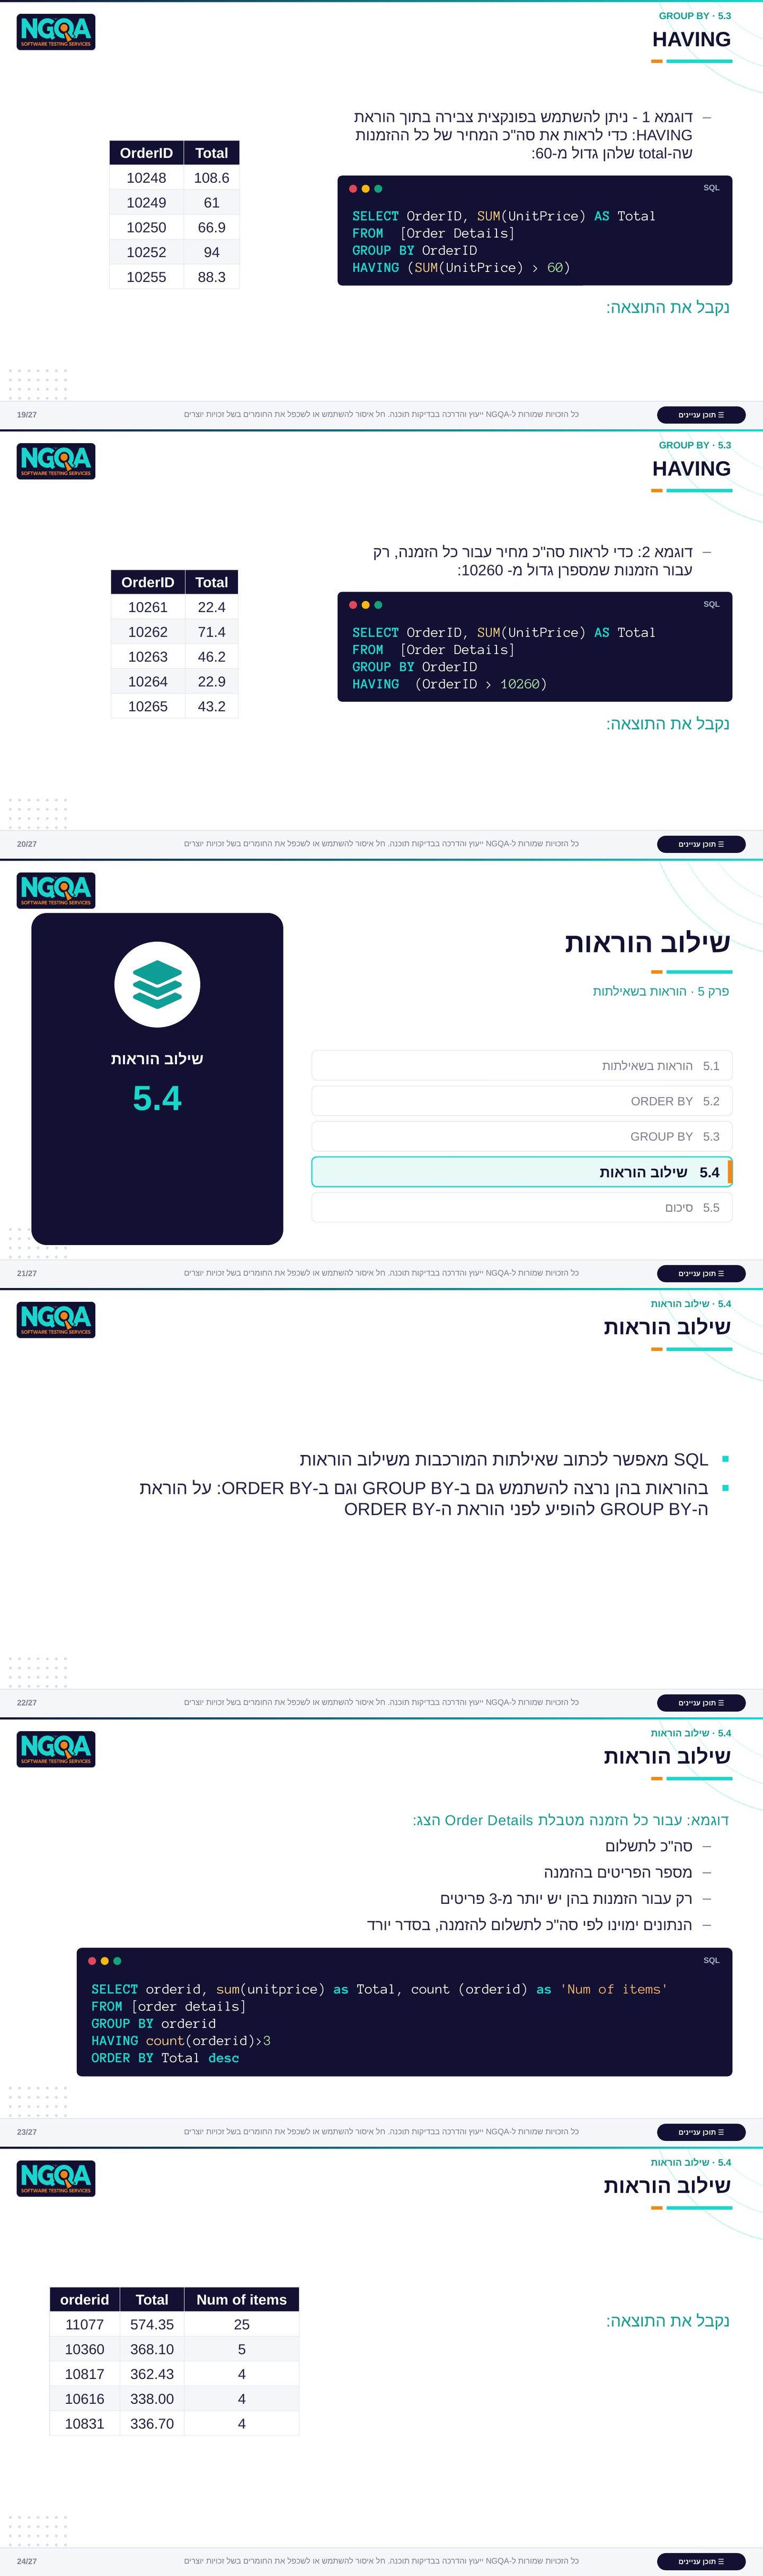 GROUP BY · 5.3
HAVING
NGQA
SOFTWARE TESTING SERVICES
– דוגמא 1 - ניתן להשתמש בפונקצית צבירה בתוך הוראת
HAVING: כדי לראות את סה"כ המחיר של כל ההזמנות
שה-total שלהן גדול מ-60:
SQL
SELECT OrderID, SUM(UnitPrice) AS Total
FROM  [Order Details]
GROUP BY OrderID
HAVING (SUM(UnitPrice) > 60)
נקבל את התוצאה:
OrderID Total
10248 108.6
10249 61
10250 66.9
10252 94
10255 88.3
☰ תוכן עניינים
כל הזכויות שמורות ל-NGQA ייעוץ והדרכה בבדיקות תוכנה. חל איסור להשתמש או לשכפל את החומרים בשל זכויות יוצרים
19/27
GROUP BY · 5.3
HAVING
NGQA
SOFTWARE TESTING SERVICES
– דוגמא 2: כדי לראות סה"כ מחיר עבור כל הזמנה, רק
עבור הזמנות שמספרן גדול מ- 10260:
SQL
SELECT OrderID, SUM(UnitPrice) AS Total
FROM  [Order Details]
GROUP BY OrderID
HAVING  (OrderID > 10260)
נקבל את התוצאה:
OrderID Total
10261 22.4
10262 71.4
10263 46.2
10264 22.9
10265 43.2
☰ תוכן עניינים
כל הזכויות שמורות ל-NGQA ייעוץ והדרכה בבדיקות תוכנה. חל איסור להשתמש או לשכפל את החומרים בשל זכויות יוצרים
20/27
NGQA
SOFTWARE TESTING SERVICES
שילוב הוראות
פרק 5 · הוראות בשאילתות
5.1 הוראות בשאילתות
5.2 ORDER BY
5.3 GROUP BY
5.4 שילוב הוראות
5.5 סיכום
שילוב הוראות
5.4
☰ תוכן עניינים
כל הזכויות שמורות ל-NGQA ייעוץ והדרכה בבדיקות תוכנה. חל איסור להשתמש או לשכפל את החומרים בשל זכויות יוצרים
21/27
5.4 · שילוב הוראות
שילוב הוראות
NGQA
SOFTWARE TESTING SERVICES
SQL מאפשר לכתוב שאילתות המורכבות משילוב הוראות
בהוראות בהן נרצה להשתמש גם ב-GROUP BY וגם ב-ORDER BY: על הוראת
ה-GROUP BY להופיע לפני הוראת ה-ORDER BY
☰ תוכן עניינים
כל הזכויות שמורות ל-NGQA ייעוץ והדרכה בבדיקות תוכנה. חל איסור להשתמש או לשכפל את החומרים בשל זכויות יוצרים
22/27
5.4 · שילוב הוראות
שילוב הוראות
NGQA
SOFTWARE TESTING SERVICES
דוגמא: עבור כל הזמנה מטבלת Order Details הצג:
– סה"כ לתשלום
– מספר הפריטים בהזמנה
– רק עבור הזמנות בהן יש יותר מ-3 פריטים
– הנתונים ימוינו לפי סה"כ לתשלום להזמנה, בסדר יורד
SQL
SELECT orderid, sum(unitprice) as Total, count (orderid) as 'Num of items'
FROM [order details]
GROUP BY orderid
HAVING count(orderid)>3
ORDER BY Total desc
☰ תוכן עניינים
כל הזכויות שמורות ל-NGQA ייעוץ והדרכה בבדיקות תוכנה. חל איסור להשתמש או לשכפל את החומרים בשל זכויות יוצרים
23/27
5.4 · שילוב הוראות
שילוב הוראות
NGQA
SOFTWARE TESTING SERVICES
נקבל את התוצאה:
orderid Total Num of items
11077 574.35 25
10360 368.10 5
10817 362.43 4
10616 338.00 4
10831 336.70 4
☰ תוכן עניינים
כל הזכויות שמורות ל-NGQA ייעוץ והדרכה בבדיקות תוכנה. חל איסור להשתמש או לשכפל את החומרים בשל זכויות יוצרים
24/27